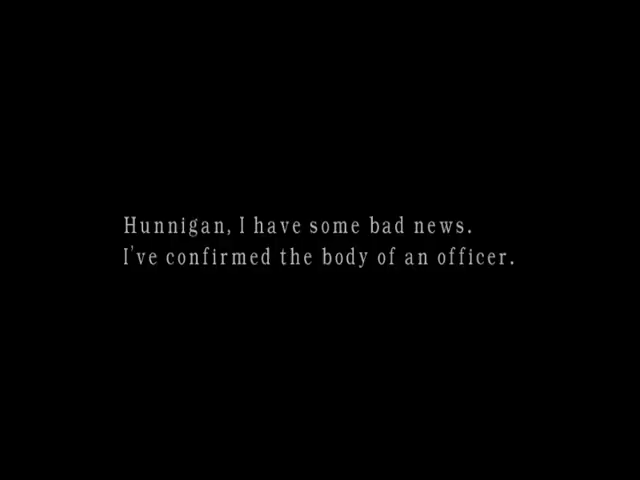 Hunnigan, I have some bad news.
I've confirmed the body of an officer.